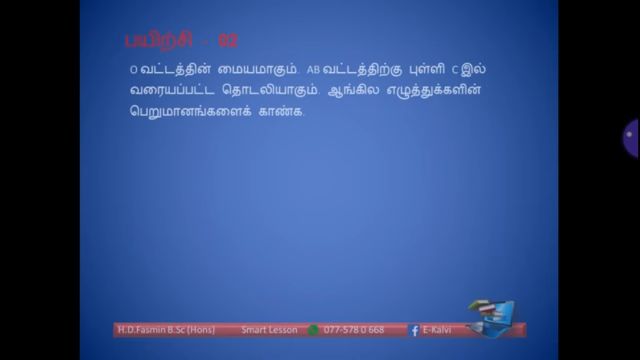 பயிற்சி - 02
O வட்டத்தின் மையமாகும். AB வட்டத்திற்கு புள்ளி C இல்
வரையப்பட்ட தொடலியாகும். ஆங்கில எழுத்துக்களின்
பெறுமானங்களைக் காண்க.
H.D.Fasmin B.Sc (Hons) Smart Lesson 077-578 0 668 E-Kalvi